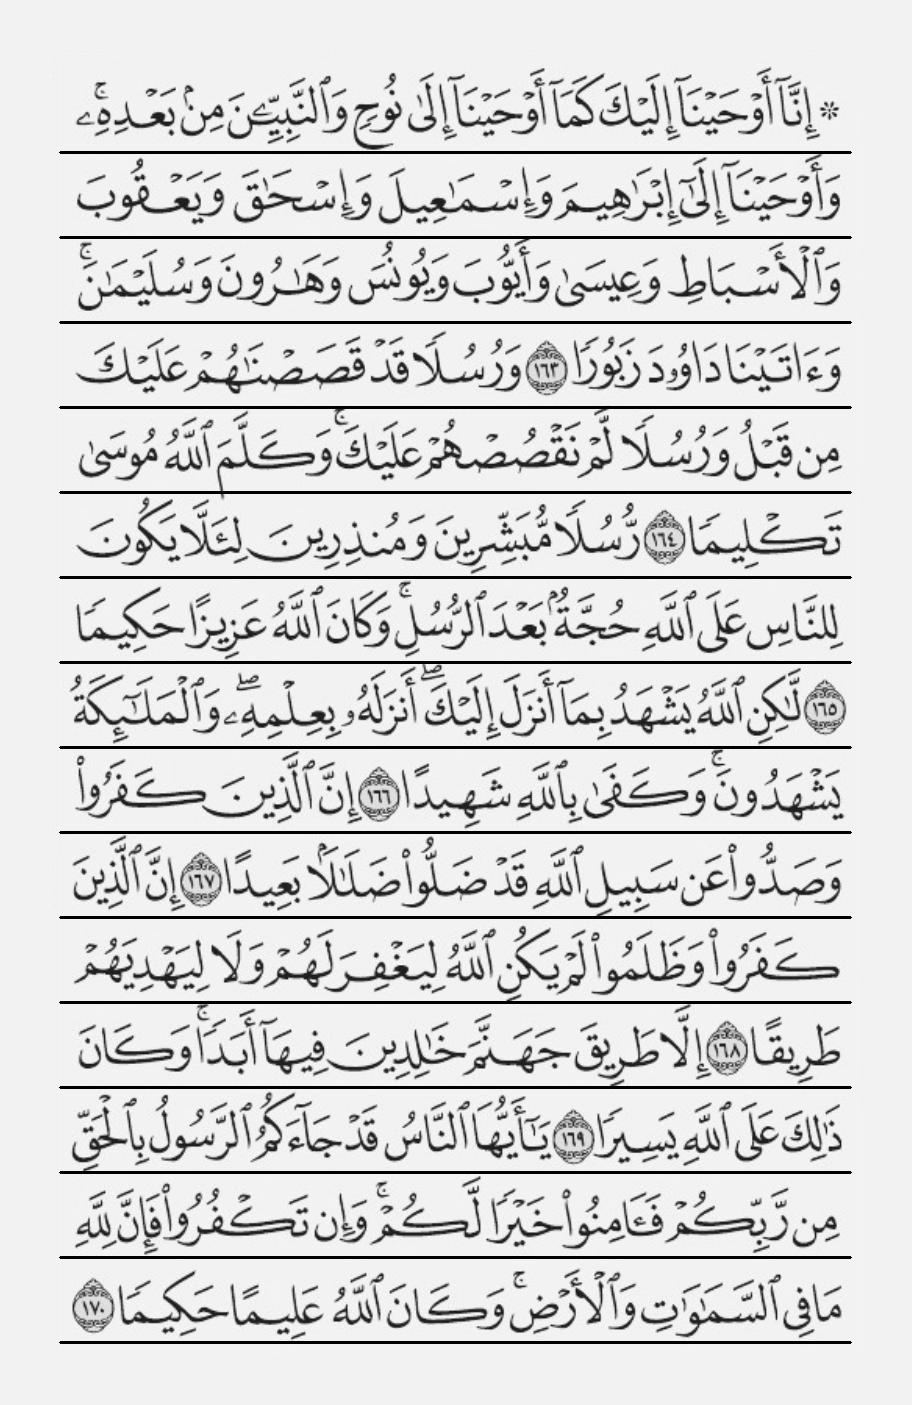 ۞ إِنَّآ أَوْحَيْنَآ إِلَيْكَ كَمَآ أَوْحَيْنَآ إِلَىٰ نُوحٍ وَٱلنَّبِيِّـۧنَ مِنۢ بَعْدِهِۦۚ
وَأَوْحَيْنَآ إِلَىٰٓ إِبْرَٰهِيمَ وَإِسْمَـٰعِيلَ وَإِسْحَـٰقَ وَيَعْقُوبَ
وَٱلْأَسْبَاطِ وَعِيسَىٰ وَأَيُّوبَ وَيُونُسَ وَهَـٰرُونَ وَسُلَيْمَـٰنَۚ
وَءَاتَيْنَا دَاوُۥدَ زَبُورًا ١٦٣ وَرُسُلًا قَدْ قَصَصْنَـٰهُمْ عَلَيْكَ
مِن قَبْلُ وَرُسُلًا لَّمْ نَقْصُصْهُمْ عَلَيْكَۚ وَكَلَّمَ ٱللَّهُ مُوسَىٰ
تَكْلِيمًا ١٦٤ رُّسُلًا مُّبَشِّرِينَ وَمُنذِرِينَ لِئَلَّا يَكُونَ
لِلنَّاسِ عَلَى ٱللَّهِ حُجَّةٌۢ بَعْدَ ٱلرُّسُلِۚ وَكَانَ ٱللَّهُ عَزِيزًا حَكِيمًا
١٦٥ لَّـٰكِنِ ٱللَّهُ يَشْهَدُ بِمَآ أَنزَلَ إِلَيْكَۖ أَنزَلَهُۥ بِعِلْمِهِۦۖ وَٱلْمَلَـٰٓئِكَةُ
يَشْهَدُونَۚ وَكَفَىٰ بِٱللَّهِ شَهِيدًا ١٦٦ إِنَّ ٱلَّذِينَ كَفَرُوا۟
وَصَدُّوا۟ عَن سَبِيلِ ٱللَّهِ قَدْ ضَلُّوا۟ ضَلَـٰلًۢا بَعِيدًا ١٦٧ إِنَّ ٱلَّذِينَ
كَفَرُوا۟ وَظَلَمُوا۟ لَمْ يَكُنِ ٱللَّهُ لِيَغْفِرَ لَهُمْ وَلَا لِيَهْدِيَهُمْ
طَرِيقًا ١٦٨ إِلَّا طَرِيقَ جَهَنَّمَ خَـٰلِدِينَ فِيهَآ أَبَدًاۚ وَكَانَ
ذَٰلِكَ عَلَى ٱللَّهِ يَسِيرًا ١٦٩ يَـٰٓأَيُّهَا ٱلنَّاسُ قَدْ جَآءَكُمُ ٱلرَّسُولُ بِٱلْحَقِّ
مِن رَّبِّكُمْ فَـَٔامِنُوا۟ خَيْرًا لَّكُمْۚ وَإِن تَكْفُرُوا۟ فَإِنَّ لِلَّهِ
مَا فِى ٱلسَّمَـٰوَٰتِ وَٱلْأَرْضِۚ وَكَانَ ٱللَّهُ عَلِيمًا حَكِيمًا ١٧٠